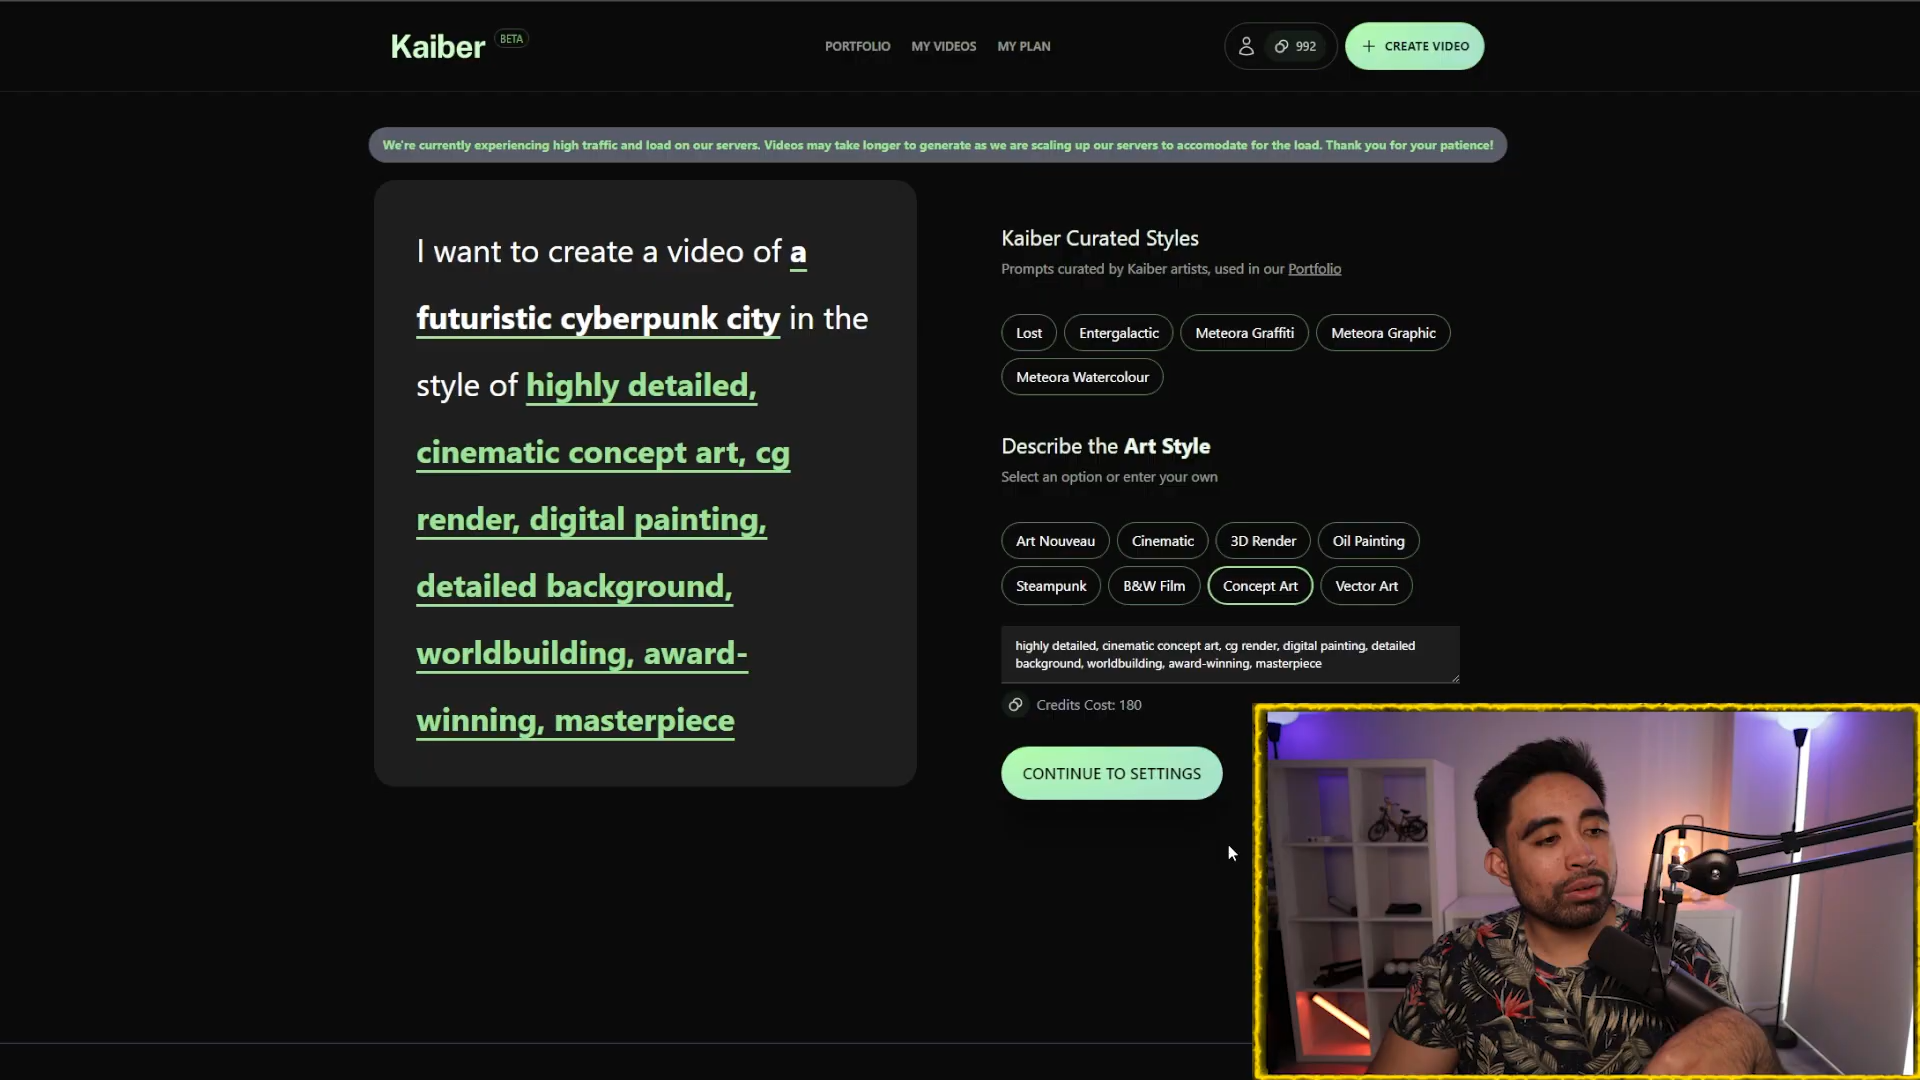 Kaiber BETA
PORTFOLIO MY VIDEOS MY PLAN
992
CREATE VIDEO
We're currently experiencing high traffic and load on our servers. Videos may take longer to generate as we are scaling up our servers to accomodate for the load. Thank you for your patience!
I want to create a video of a
futuristic cyberpunk city in the
style of highly detailed,
cinematic concept art, cg
render, digital painting,
detailed background,
worldbuilding, award-
winning, masterpiece
Kaiber Curated Styles
Prompts curated by Kaiber artists, used in our Portfolio
Lost Entergalactic Meteora Graffiti Meteora Graphic
Meteora Watercolour
Describe the Art Style
Select an option or enter your own
Art Nouveau Cinematic 3D Render Oil Painting
Steampunk B&W Film Concept Art Vector Art
highly detailed, cinematic concept art, cg render, digital painting, detailed
background, worldbuilding, award-winning, masterpiece
Credits Cost: 180
CONTINUE TO SETTINGS